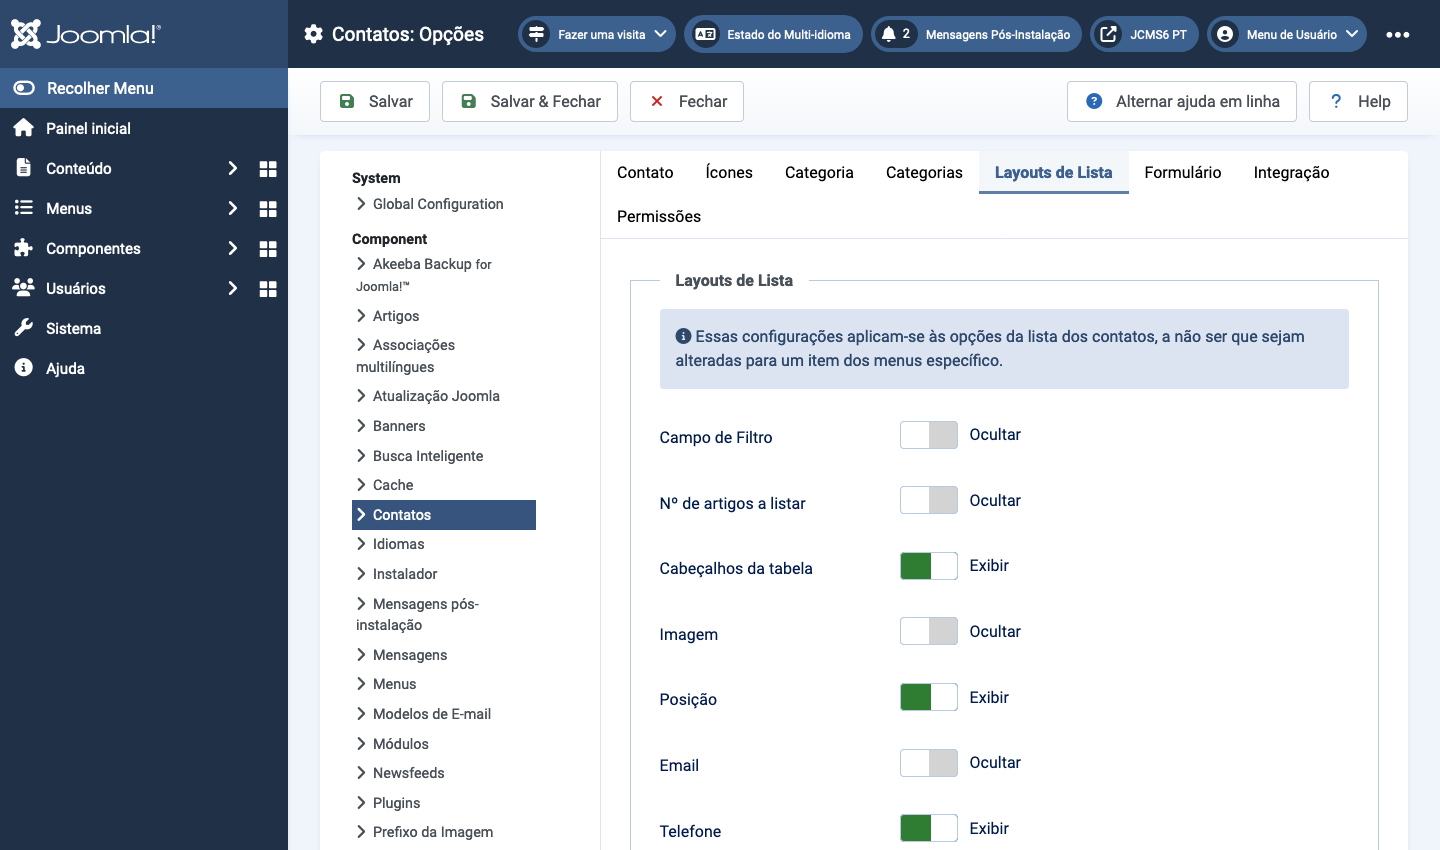 Joomla!®
Contatos: Opções
Fazer uma visita
Estado do Multi-idioma
2
Mensagens Pós-Instalação
JCMS6 PT
Menu de Usuário
Recolher Menu
Painel inicial
Conteúdo
Menus
Componentes
Usuários
Sistema
Ajuda
Salvar
Salvar & Fechar
Fechar
Alternar ajuda em linha
Help
System
Global Configuration
Component
Akeeba Backup for
Joomla!™
Artigos
Associações
multilíngues
Atualização Joomla
Banners
Busca Inteligente
Cache
Contatos
Idiomas
Instalador
Mensagens pós-
instalação
Mensagens
Menus
Modelos de E-mail
Módulos
Newsfeeds
Plugins
Prefixo da Imagem
Contato
Ícones
Categoria
Categorias
Layouts de Lista
Formulário
Integração
Permissões
Layouts de Lista
Essas configurações aplicam-se às opções da lista dos contatos, a não ser que sejam
alteradas para um item dos menus específico.
Campo de Filtro
Ocultar
Nº de artigos a listar
Ocultar
Cabeçalhos da tabela
Exibir
Imagem
Ocultar
Posição
Exibir
Email
Ocultar
Telefone
Exibir